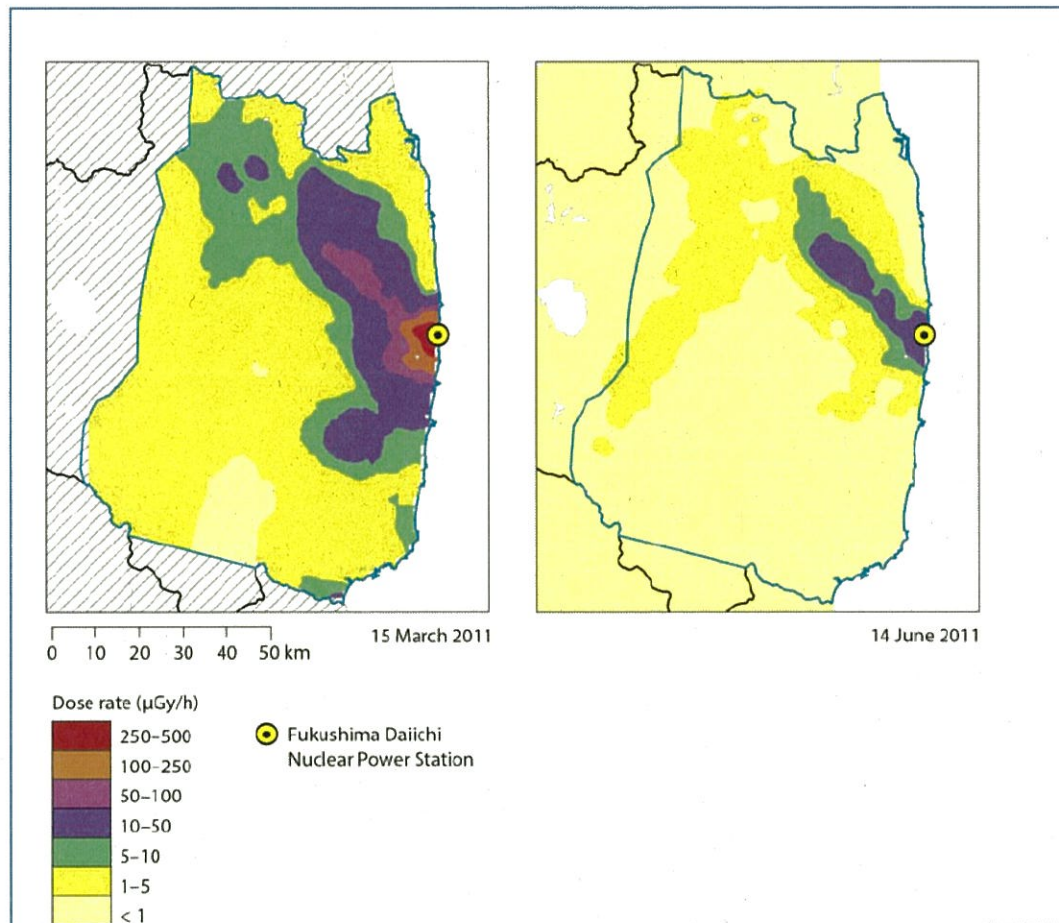 15 March 2011
14 June 2011
0 10 20 30 40 50 km
Dose rate (µGy/h)
250–500
100–250
50–100
10–50
5–10
1–5
< 1
Fukushima Daiichi
Nuclear Power Station